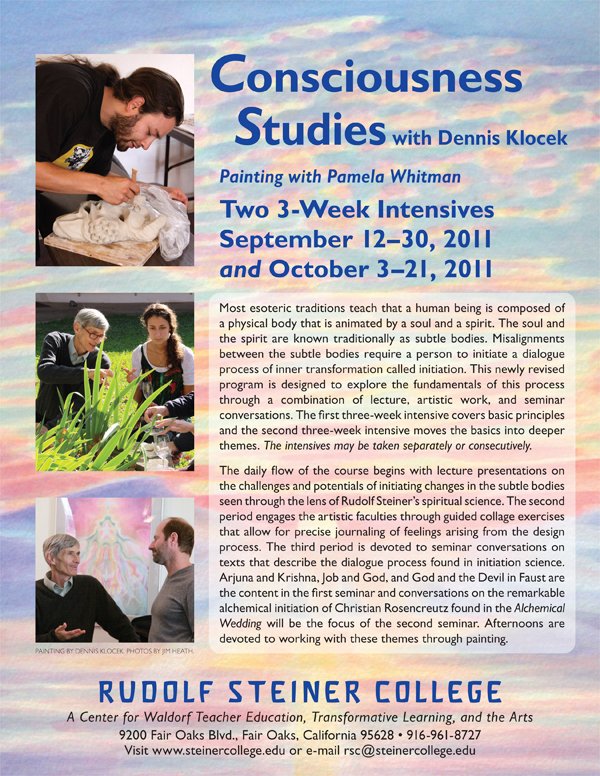 Consciousness
Studies with Dennis Klocek
Painting with Pamela Whitman
Two 3-Week Intensives
September 12–30, 2011
and October 3–21, 2011
Most esoteric traditions teach that a human being is composed of
a physical body that is animated by a soul and a spirit. The soul and
the spirit are known traditionally as subtle bodies. Misalignments
between the subtle bodies require a person to initiate a dialogue
process of inner transformation called initiation. This newly revised
program is designed to explore the fundamentals of this process
through a combination of lecture, artistic work, and seminar
conversations. The first three-week intensive covers basic principles
and the second three-week intensive moves the basics into deeper
themes. The intensives may be taken separately or consecutively.
The daily flow of the course begins with lecture presentations on
the challenges and potentials of initiating changes in the subtle bodies
seen through the lens of Rudolf Steiner's spiritual science. The second
period engages the artistic faculties through guided collage exercises
that allow for precise journaling of feelings arising from the design
process. The third period is devoted to seminar conversations on
texts that describe the dialogue process found in initiation science.
Arjuna and Krishna, Job and God, and God and the Devil in Faust are
the content in the first seminar and conversations on the remarkable
alchemical initiation of Christian Rosencreutz found in the Alchemical
Wedding will be the focus of the second seminar. Afternoons are
devoted to working with these themes through painting.
PAINTING BY DENNIS KLOCEK. PHOTOS BY JIM HEATH.
RUDOLF STEINER COLLEGE
A Center for Waldorf Teacher Education, Transformative Learning, and the Arts
9200 Fair Oaks Blvd., Fair Oaks, California 95628 • 916-961-8727
Visit www.steinercollege.edu or e-mail rsc@steinercollege.edu